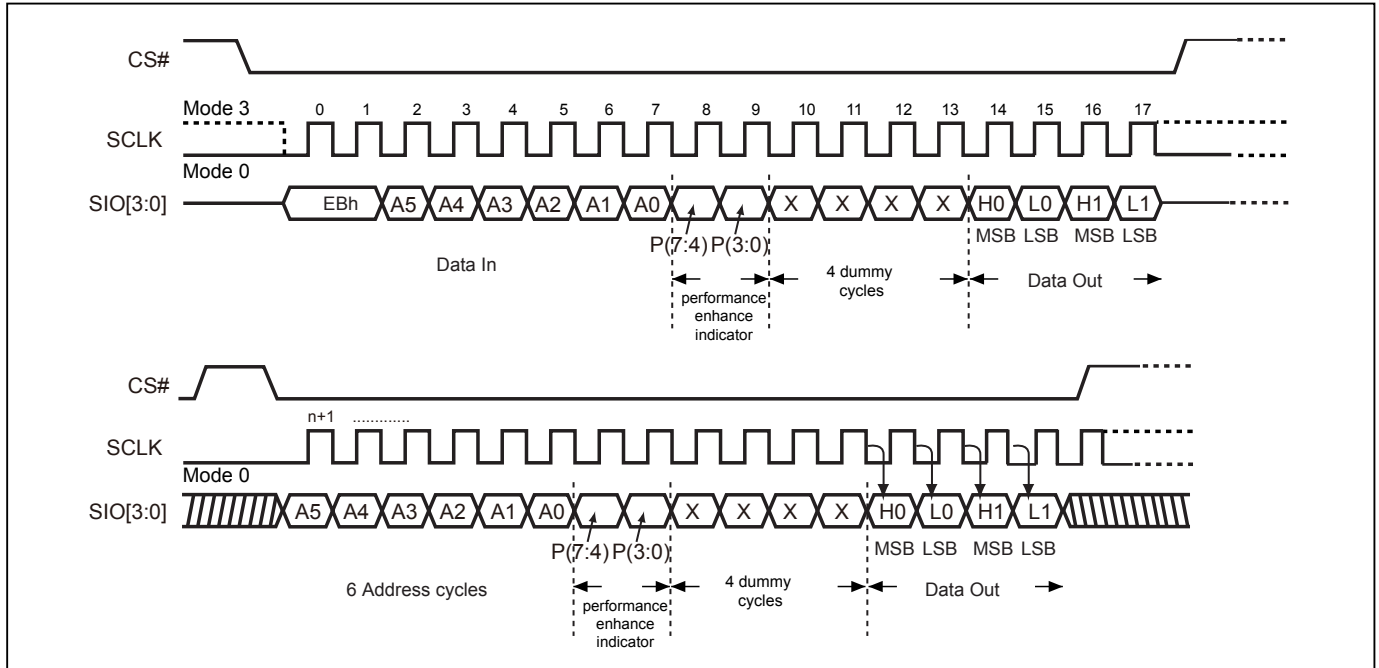 CS#
Mode 3
0 1 2 3 4 5 6 7 8 9 10 11 12 13 14 15 16 17
SCLK
Mode 0
SIO[3:0] EBh A5 A4 A3 A2 A1 A0 X X X X H0 L0 H1 L1
P(7:4) P(3:0)
MSB LSB MSB LSB
Data In
4 dummy
cycles
Data Out
performance
enhance
indicator
CS#
n+1 .............
SCLK
Mode 0
SIO[3:0] A5 A4 A3 A2 A1 A0 X X X X H0 L0 H1 L1
P(7:4) P(3:0)
MSB LSB MSB LSB
6 Address cycles
4 dummy
cycles
Data Out
performance
enhance
indicator